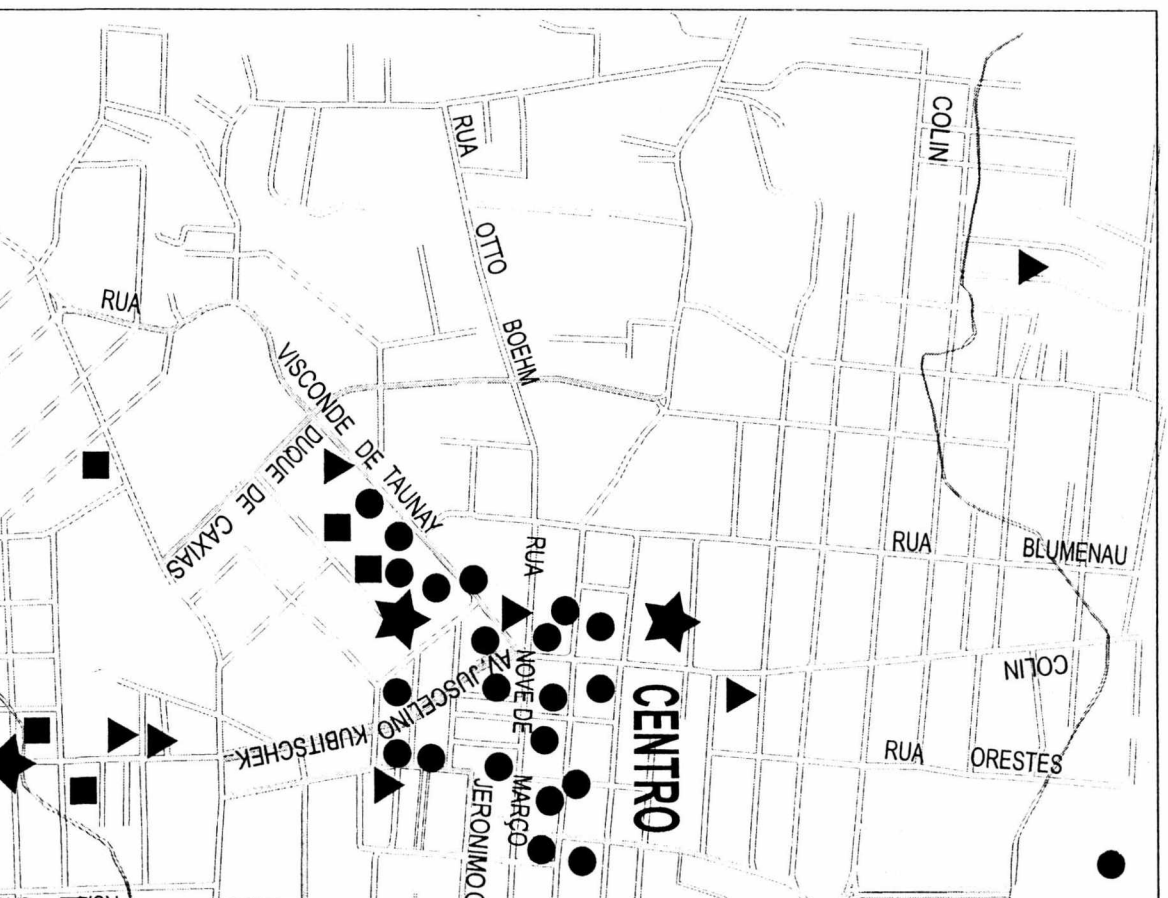 COLIN
RUA
OTTO
BOEHM
RUA
VISCONDE DE TAUNAY
DUQUE DE CAXIAS
RUA
RUA
BLUMENAU
COLIN
NOVE DE
MARÇO
AV. JUSCELINO KUBITSCHEK
CENTRO
RUA
ORESTES
JERONIMO